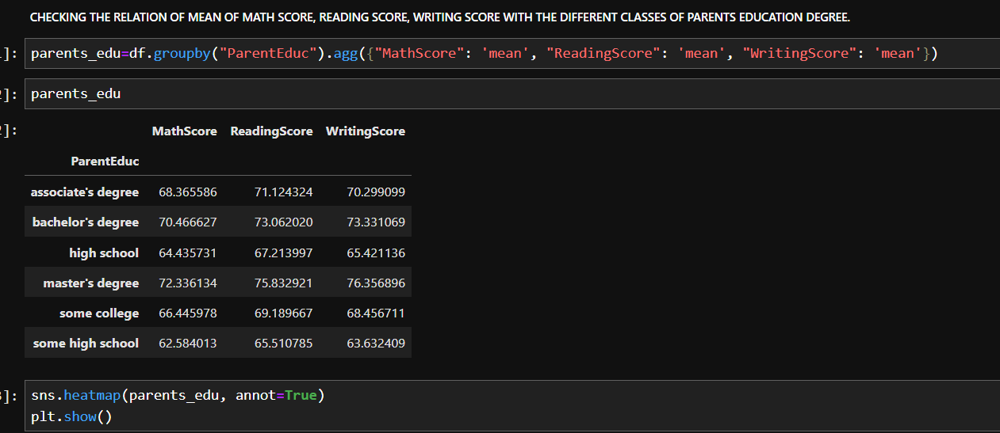 CHECKING THE RELATION OF MEAN OF MATH SCORE, READING SCORE, WRITING SCORE WITH THE DIFFERENT CLASSES OF PARENTS EDUCATION DEGREE.
]: parents_edu=df.groupby("ParentEduc").agg({"MathScore": 'mean', "ReadingScore": 'mean', "WritingScore": 'mean'})
]: parents_edu
]: MathScore ReadingScore WritingScore
ParentEduc
associate's degree 68.365586 71.124324 70.299099
bachelor's degree 70.466627 73.062020 73.331069
high school 64.435731 67.213997 65.421136
master's degree 72.336134 75.832921 76.356896
some college 66.445978 69.189667 68.456711
some high school 62.584013 65.510785 63.632409
]: sns.heatmap(parents_edu, annot=True)
plt.show()